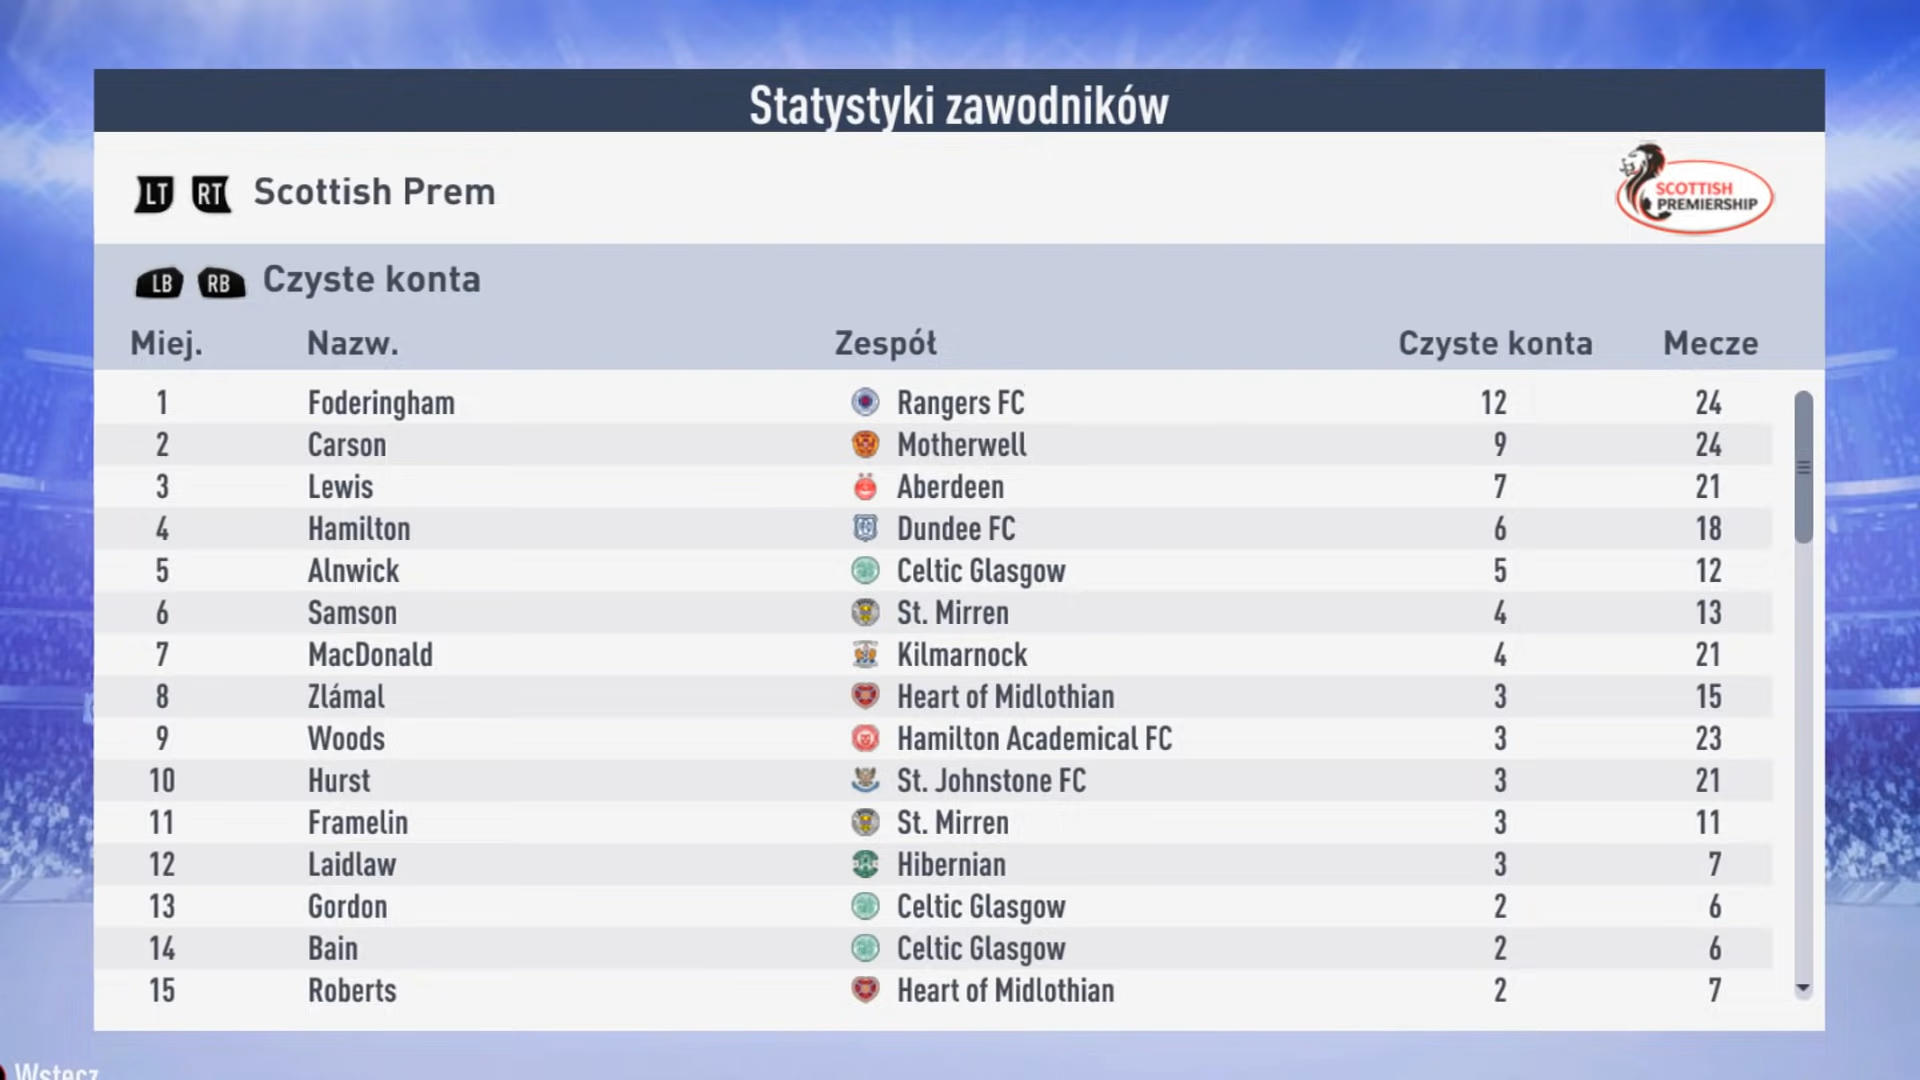 Statystyki zawodników
LT RT Scottish Prem
SCOTTISH
PREMIERSHIP
LB RB Czyste konta
Miej. Nazw. Zespół Czyste konta Mecze
1 Foderingham Rangers FC 12 24
2 Carson Motherwell 9 24
3 Lewis Aberdeen 7 21
4 Hamilton Dundee FC 6 18
5 Alnwick Celtic Glasgow 5 12
6 Samson St. Mirren 4 13
7 MacDonald Kilmarnock 4 21
8 Zlámal Heart of Midlothian 3 15
9 Woods Hamilton Academical FC 3 23
10 Hurst St. Johnstone FC 3 21
11 Framelin St. Mirren 3 11
12 Laidlaw Hibernian 3 7
13 Gordon Celtic Glasgow 2 6
14 Bain Celtic Glasgow 2 6
15 Roberts Heart of Midlothian 2 7
Wstecz